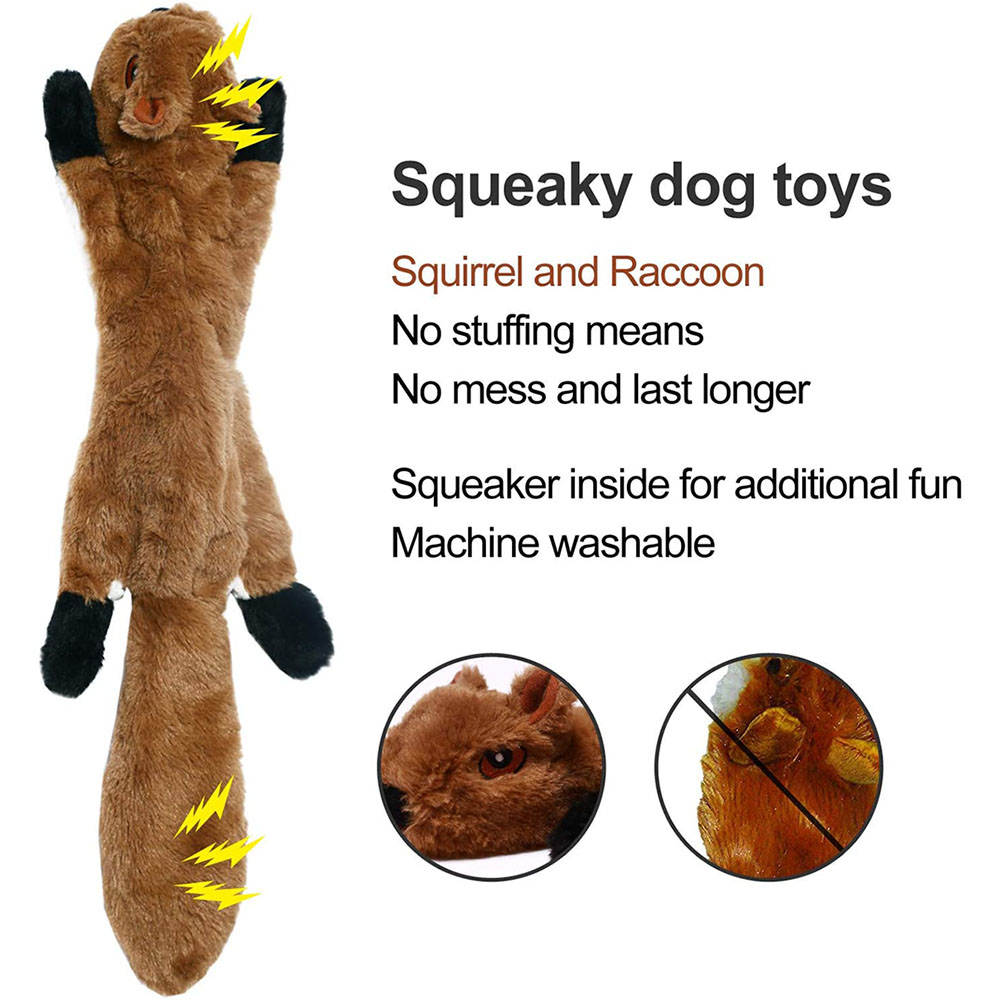 Squeaky dog toys
Squirrel and Raccoon
No stuffing means
No mess and last longer
Squeaker inside for additional fun
Machine washable